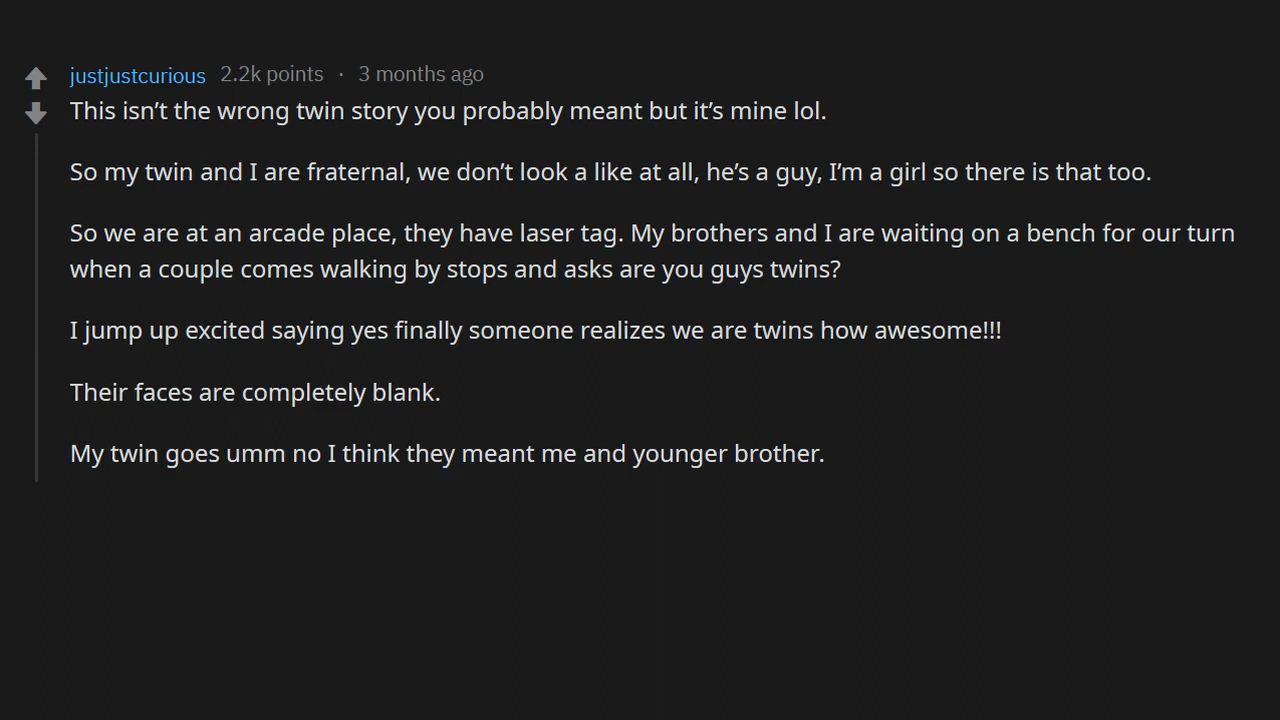 justjustcurious 2.2k points · 3 months ago
This isn’t the wrong twin story you probably meant but it’s mine lol.
So my twin and I are fraternal, we don’t look a like at all, he’s a guy, I’m a girl so there is that too.
So we are at an arcade place, they have laser tag. My brothers and I are waiting on a bench for our turn
when a couple comes walking by stops and asks are you guys twins?
I jump up excited saying yes finally someone realizes we are twins how awesome!!!
Their faces are completely blank.
My twin goes umm no I think they meant me and younger brother.